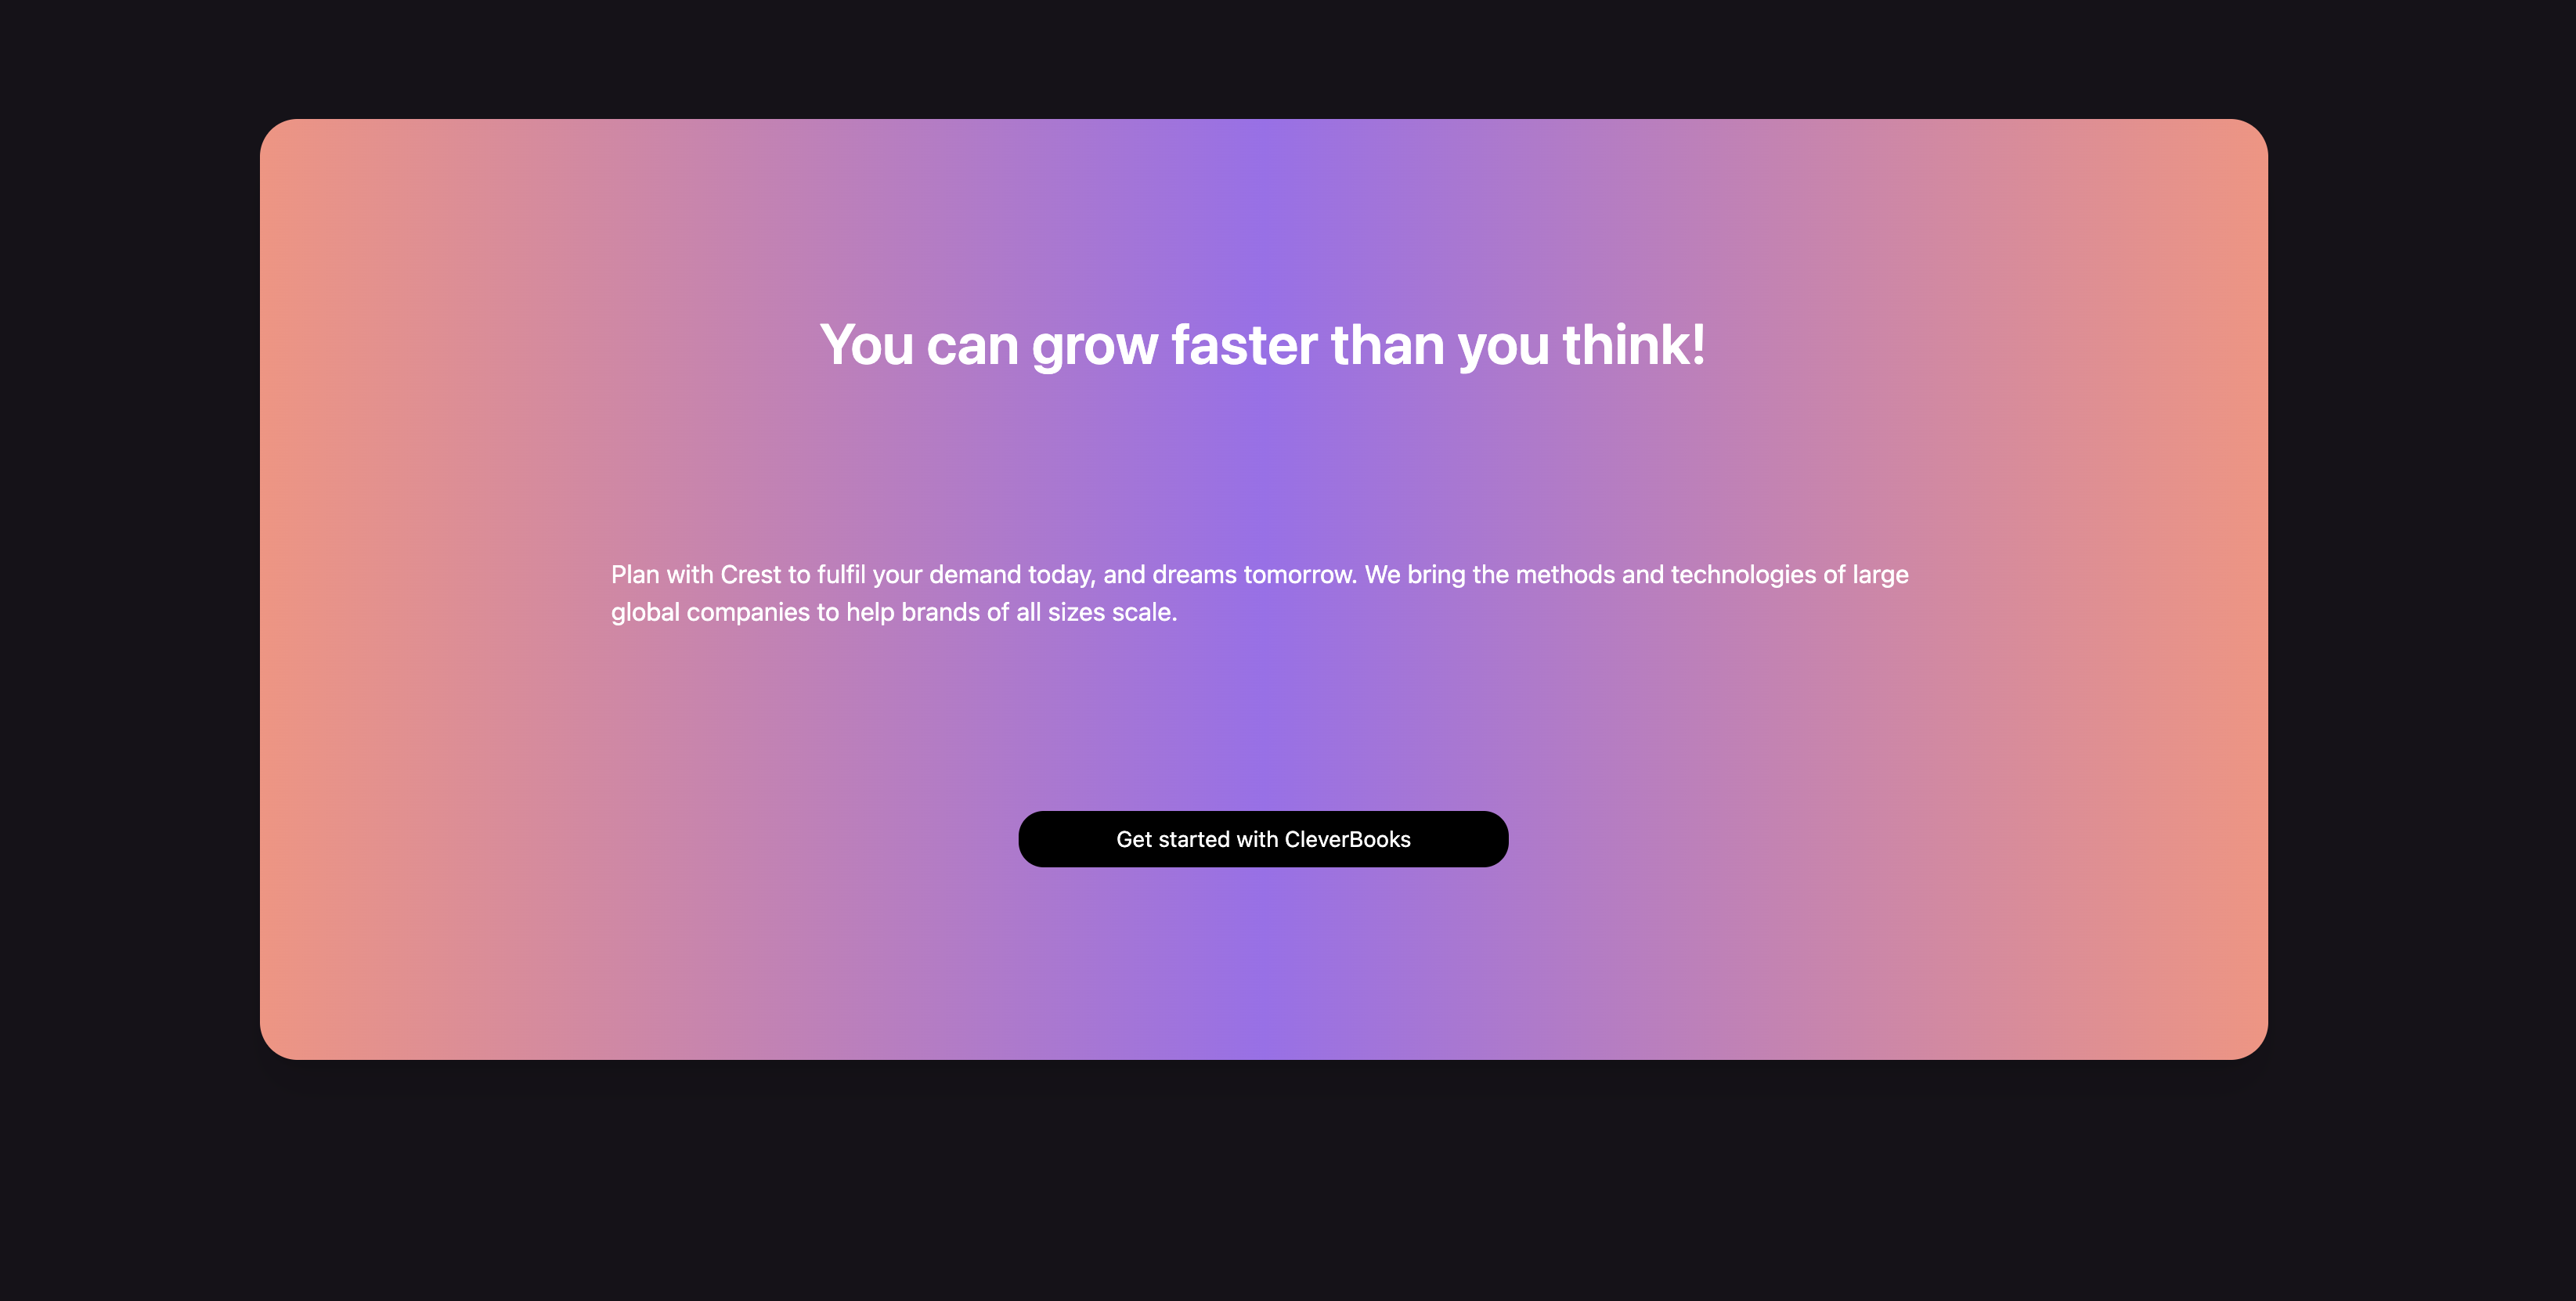 You can grow faster than you think!
Plan with Crest to fulfil your demand today, and dreams tomorrow. We bring the methods and technologies of large
global companies to help brands of all sizes scale.
Get started with CleverBooks